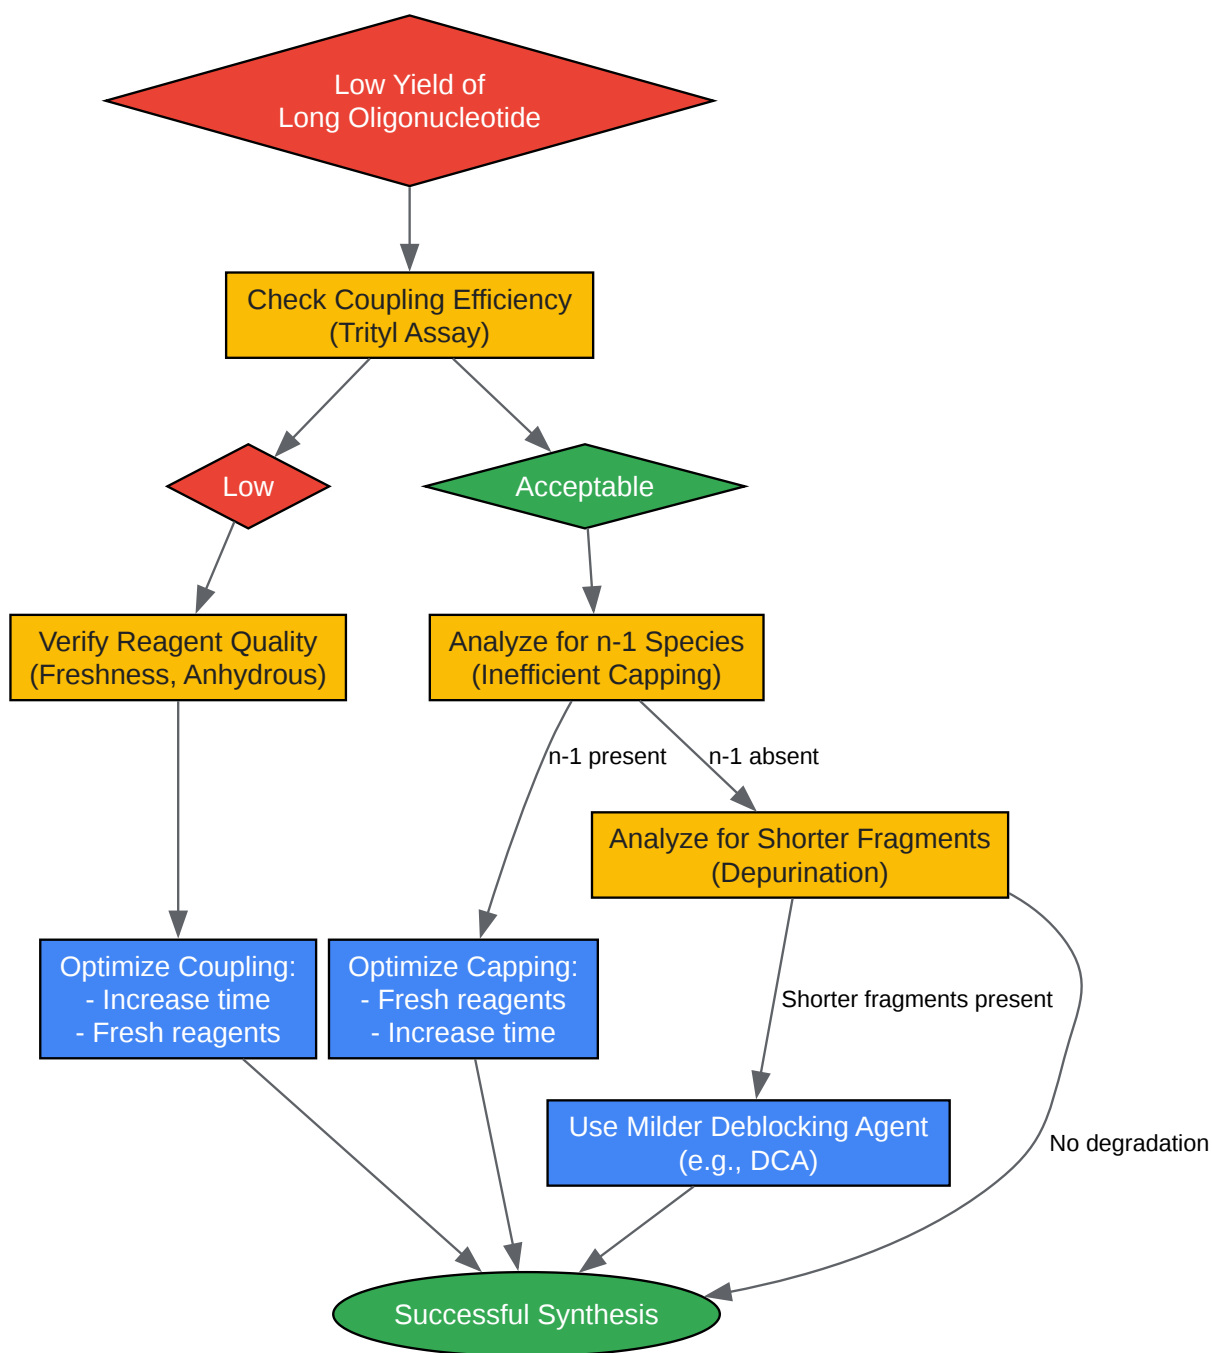 Low Yield of
Long Oligonucleotide
Check Coupling Efficiency
(Trityl Assay)
Low
Acceptable
Verify Reagent Quality
(Freshness, Anhydrous)
Analyze for n-1 Species
(Inefficient Capping)
n-1 present
n-1 absent
Analyze for Shorter Fragments
(Depurination)
Optimize Coupling:
- Increase time
- Fresh reagents
Optimize Capping:
- Fresh reagents
- Increase time
Shorter fragments present
Use Milder Deblocking Agent
(e.g., DCA)
No degradation
Successful Synthesis